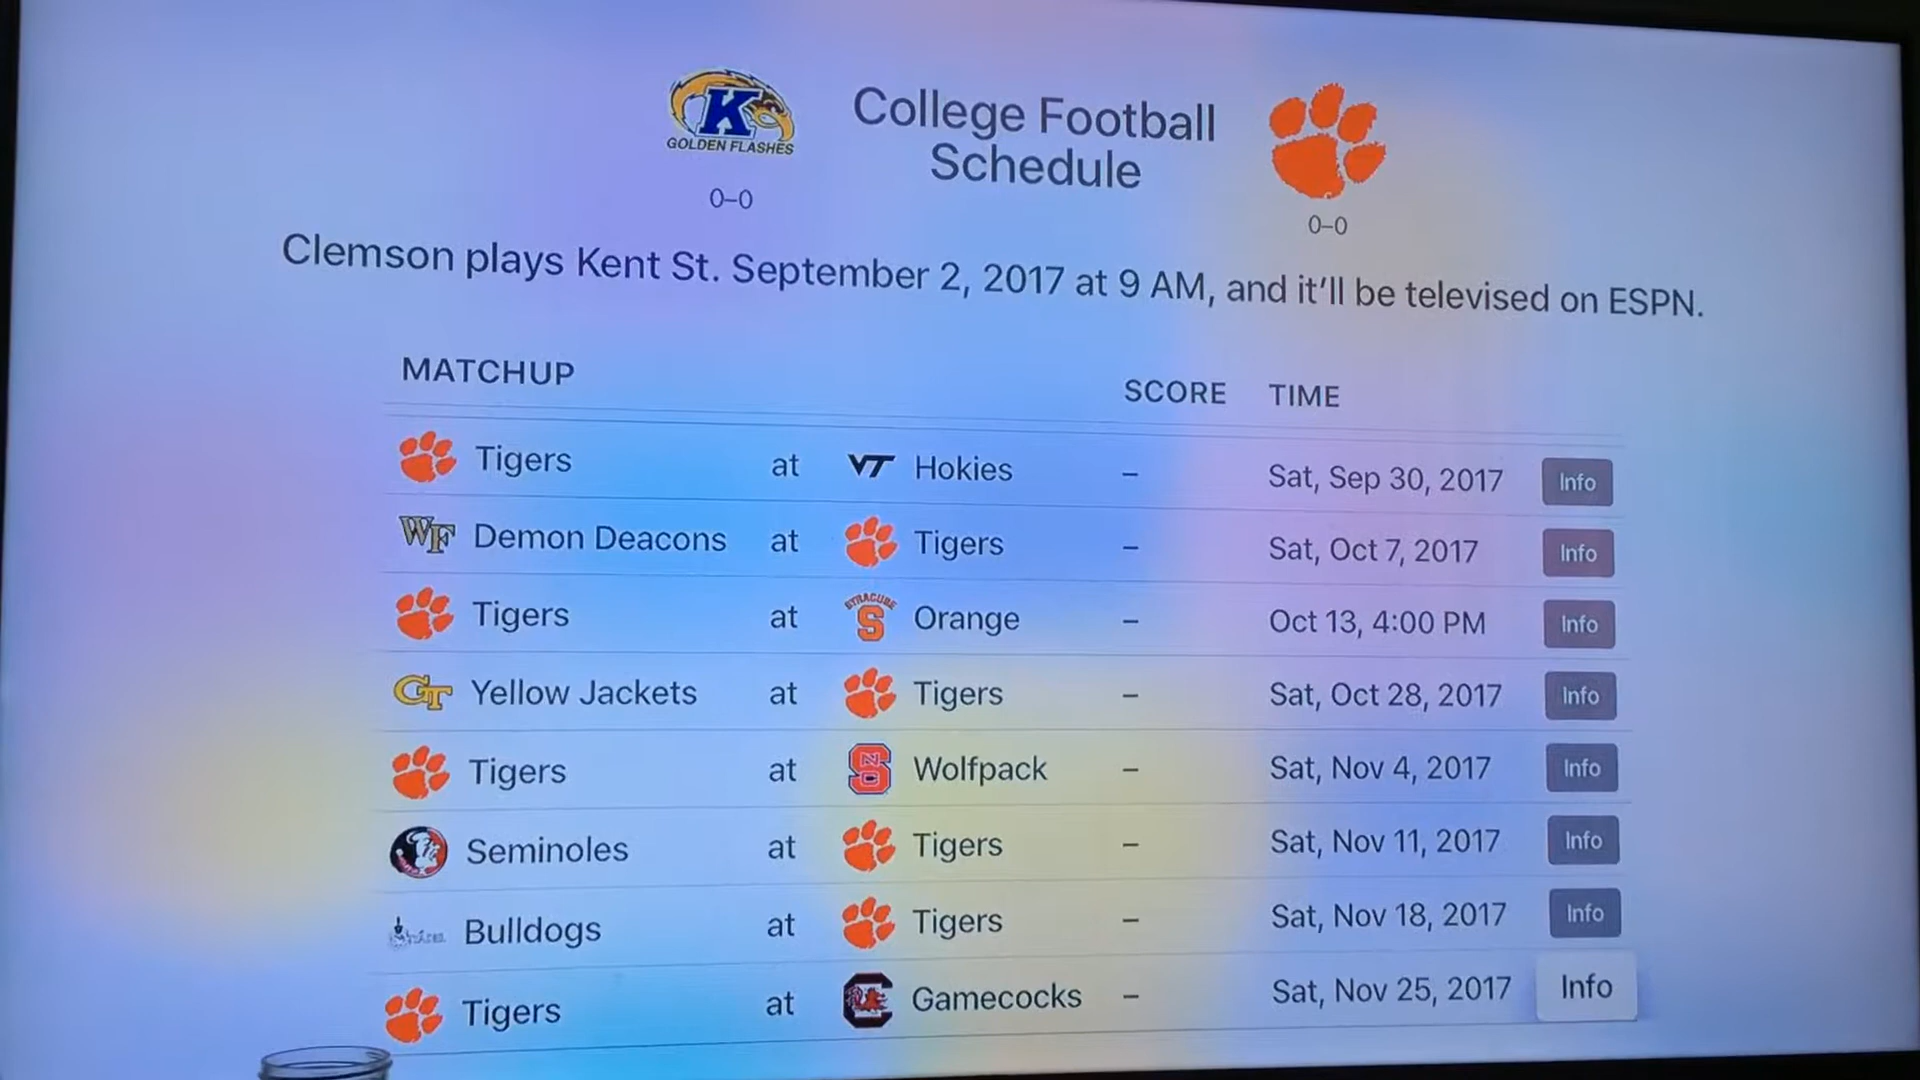 K
GOLDEN FLASHES
College Football
Schedule
0–0
0–0
Clemson plays Kent St. September 2, 2017 at 9 AM, and it'll be televised on ESPN.
MATCHUP SCORE TIME
Tigers at VT Hokies – Sat, Sep 30, 2017 Info
WF Demon Deacons at Tigers – Sat, Oct 7, 2017 Info
Tigers at SYRACUSE S Orange – Oct 13, 4:00 PM Info
GT Yellow Jackets at Tigers – Sat, Oct 28, 2017 Info
Tigers at NCS Wolfpack – Sat, Nov 4, 2017 Info
Seminoles at Tigers – Sat, Nov 11, 2017 Info
Bulldogs at Tigers – Sat, Nov 18, 2017 Info
Tigers at C Gamecocks – Sat, Nov 25, 2017 Info